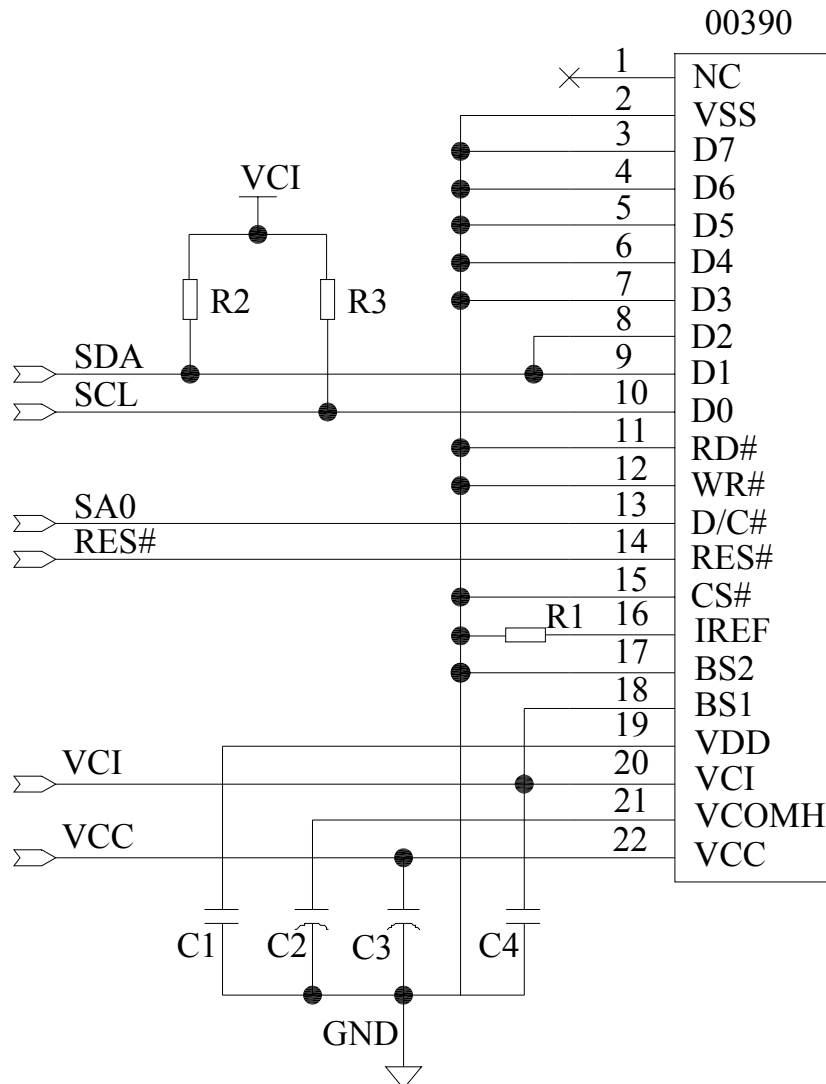 00390
1 NC
2 VSS
3 D7
4 D6
5 D5
6 D4
7 D3
8 D2
9 D1
10 D0
11 RD#
12 WR#
13 D/C#
14 RES#
15 CS#
16 IREF
17 BS2
18 BS1
19 VDD
20 VCI
21 VCOMH
22 VCC
VCI
R2
R3
SDA
SCL
SA0
RES#
R1
VCI
VCC
C1
C2
C3
C4
GND